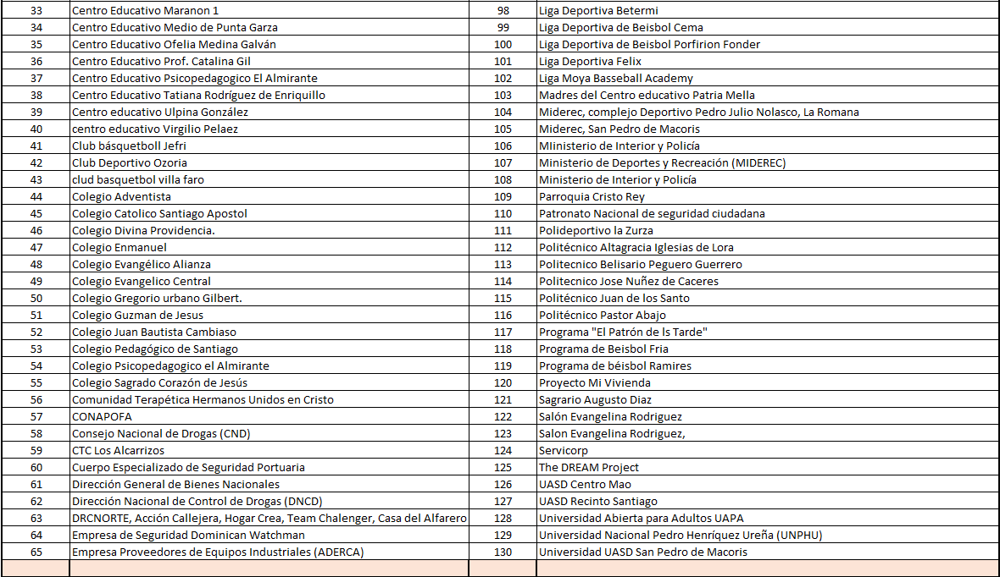 33 Centro Educativo Maranon 1 98 Liga Deportiva Betermi
34 Centro Educativo Medio de Punta Garza 99 Liga Deportiva de Beisbol Cema
35 Centro Educativo Ofelia Medina Galván 100 Liga Deportiva de Beisbol Porfirion Fonder
36 Centro Educativo Prof. Catalina Gil 101 Liga Deportiva Felix
37 Centro Educativo Psicopedagogico El Almirante 102 Liga Moya Basseball Academy
38 Centro Educativo Tatiana Rodríguez de Enriquillo 103 Madres del Centro educativo Patria Mella
39 Centro educativo Ulpina González 104 Miderec, complejo Deportivo Pedro Julio Nolasco, La Romana
40 centro educativo Virgilio Pelaez 105 Miderec, San Pedro de Macoris
41 Club básquetboll Jefri 106 MIinisterio de Interior y Policía
42 Club Deportivo Ozoria 107 Ministerio de Deportes y Recreación (MIDEREC)
43 clud basquetbol villa faro 108 Ministerio de Interior y Policía
44 Colegio Adventista 109 Parroquia Cristo Rey
45 Colegio Catolico Santiago Apostol 110 Patronato Nacional de seguridad ciudadana
46 Colegio Divina Providencia. 111 Polideportivo la Zurza
47 Colegio Enmanuel 112 Politécnico Altagracia Iglesias de Lora
48 Colegio Evangélico Alianza 113 Politecnico Belisario Peguero Guerrero
49 Colegio Evangelico Central 114 Politecnico Jose Nuñez de Caceres
50 Colegio Gregorio urbano Gilbert. 115 Politécnico Juan de los Santo
51 Colegio Guzman de Jesus 116 Politécnico Pastor Abajo
52 Colegio Juan Bautista Cambiaso 117 Programa "El Patrón de ls Tarde"
53 Colegio Pedagógico de Santiago 118 Programa de Beisbol Fria
54 Colegio Psicopedagogico el Almirante 119 Programa de béisbol Ramires
55 Colegio Sagrado Corazón de Jesús 120 Proyecto Mi Vivienda
56 Comunidad Terapética Hermanos Unidos en Cristo 121 Sagrario Augusto Diaz
57 CONAPOFA 122 Salón Evangelina Rodriguez
58 Consejo Nacional de Drogas (CND) 123 Salon Evangelina Rodriguez,
59 CTC Los Alcarrizos 124 Servicorp
60 Cuerpo Especializado de Seguridad Portuaria 125 The DREAM Project
61 Dirección General de Bienes Nacionales 126 UASD Centro Mao
62 Dirección Nacional de Control de Drogas (DNCD) 127 UASD Recinto Santiago
63 DRCNORTE, Acción Callejera, Hogar Crea, Team Chalenger, Casa del Alfarero 128 Universidad Abierta para Adultos UAPA
64 Empresa de Seguridad Dominican Watchman 129 Universidad Nacional Pedro Henríquez Ureña (UNPHU)
65 Empresa Proveedores de Equipos Industriales (ADERCA) 130 Universidad UASD San Pedro de Macoris